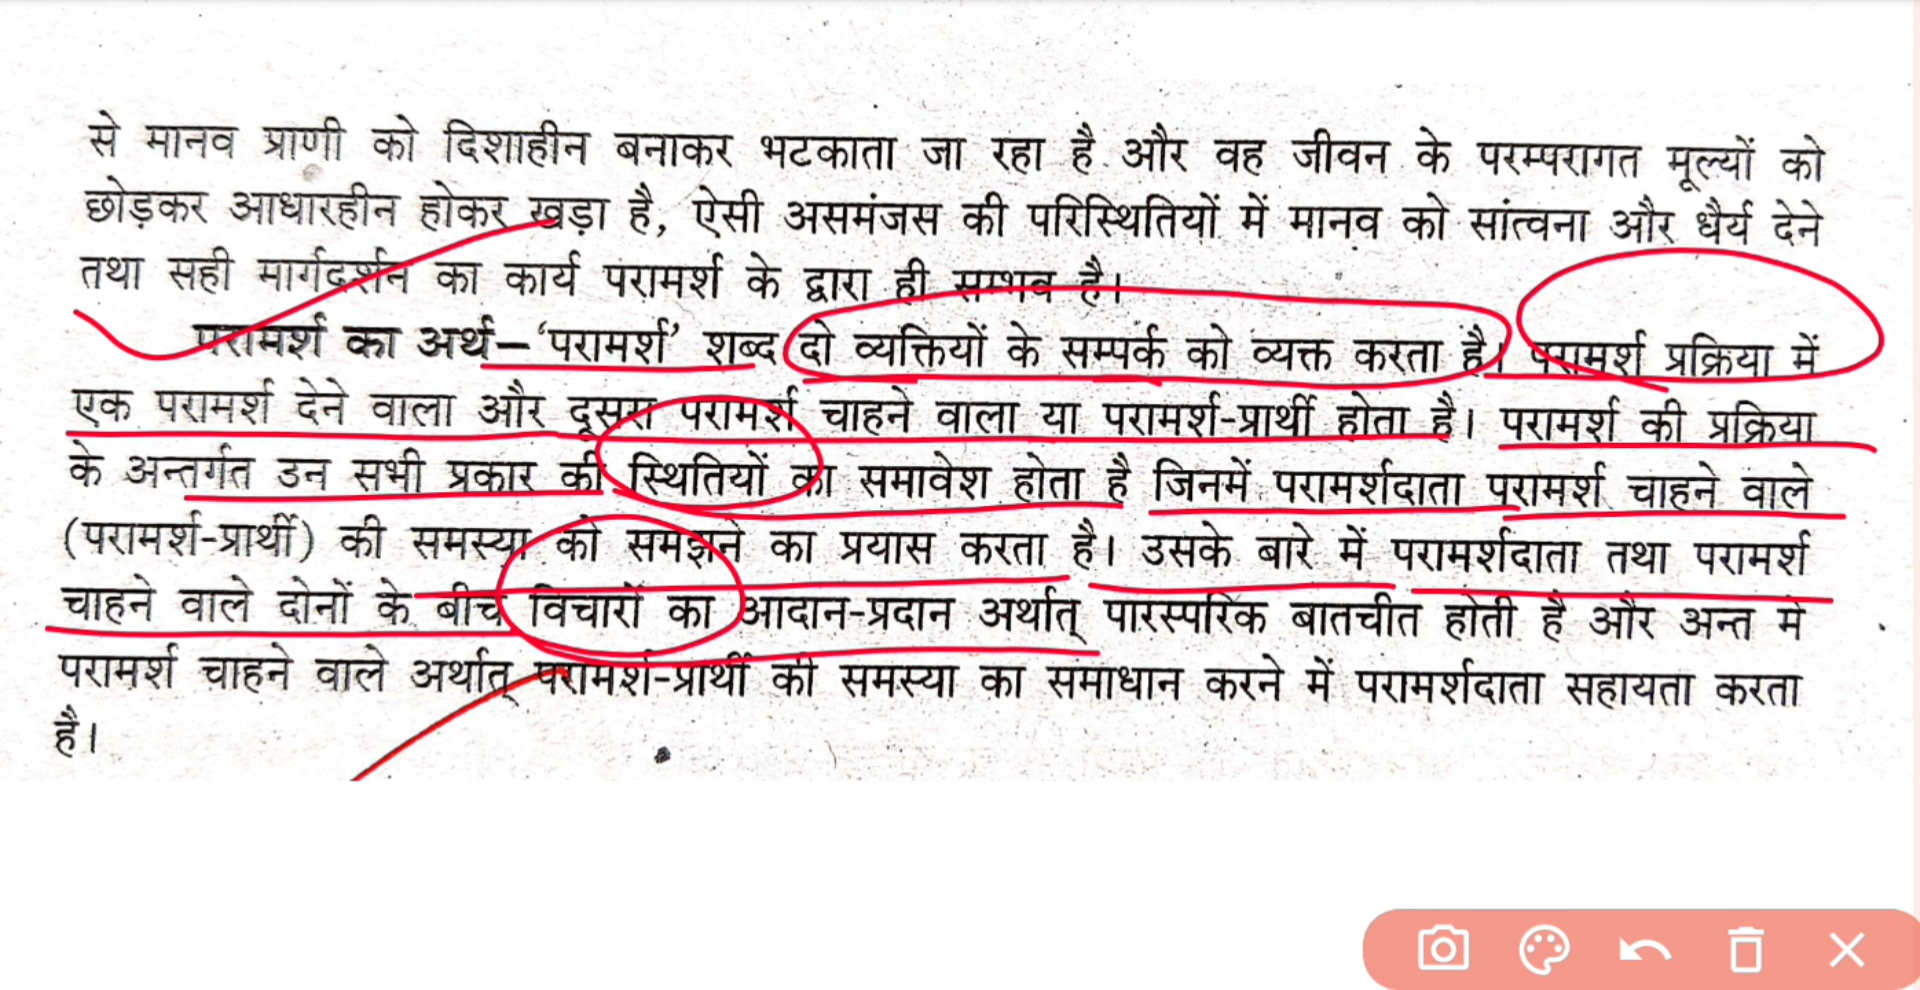 से मानव प्राणी को दिशाहीन बनाकर भटकाता जा रहा है और वह जीवन के परम्परागत मूल्यों को
छोड़कर आधारहीन होकर खड़ा है, ऐसी असमंजस की परिस्थितियों में मानव को सांत्वना और धैर्य देने
तथा सही मार्गदर्शन का कार्य परामर्श के द्वारा ही सम्भव है।
परामर्श का अर्थ–‘परामर्श’ शब्द दो व्यक्तियों के सम्पर्क को व्यक्त करता है। परामर्श प्रक्रिया में
एक परामर्श देने वाला और दूसरा परामर्श चाहने वाला या परामर्श-प्रार्थी होता है। परामर्श की प्रक्रिया
के अन्तर्गत उन सभी प्रकार की स्थितियों का समावेश होता है जिनमें परामर्शदाता परामर्श चाहने वाले
(परामर्श-प्रार्थी) की समस्या को समझने का प्रयास करता है। उसके बारे में परामर्शदाता तथा परामर्श
चाहने वाले दोनों के बीच विचारों का आदान-प्रदान अर्थात् पारस्परिक बातचीत होती है और अन्त में
परामर्श चाहने वाले अर्थात् परामर्श-प्रार्थी की समस्या का समाधान करने में परामर्शदाता सहायता करता
है।